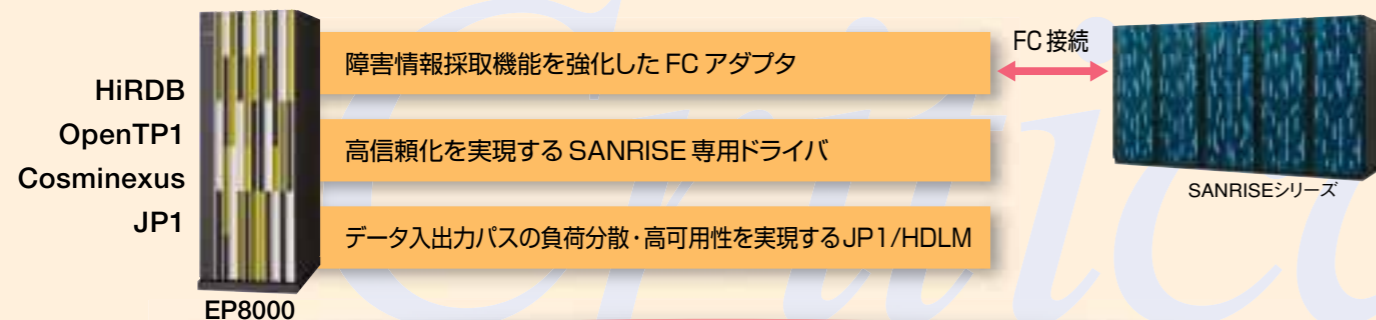 HiRDB
OpenTP1
Cosminexus
JP1
EP8000
障害情報採取機能を強化したFCアダプタ
高信頼化を実現するSANRISE専用ドライバ
データ入出力パスの負荷分散・高可用性を実現するJP1/HDLM
FC接続
SANRISEシリーズ